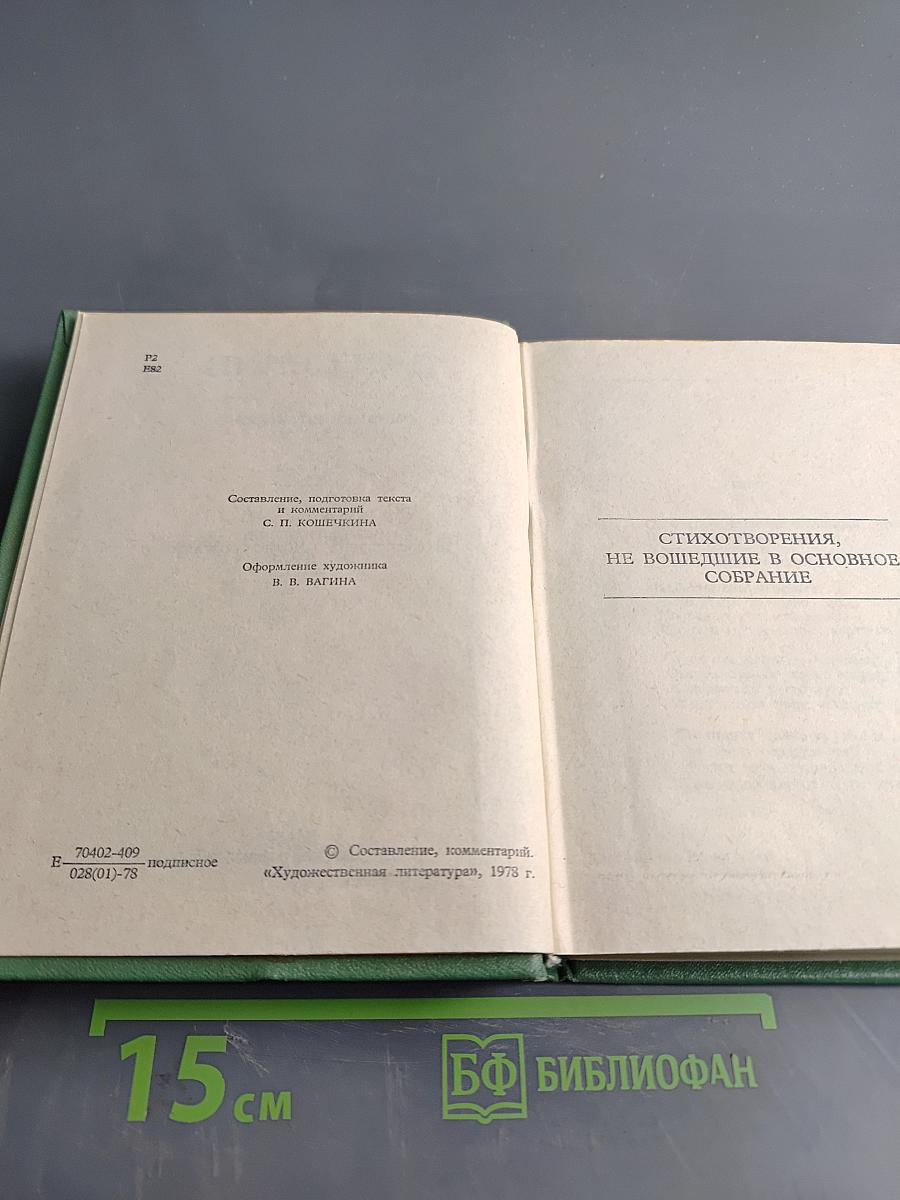 Р2
Е82
Составление, подготовка текста
и комментарий
С. П. КОШЕЧКИНА
Оформление художника
В. В. ВАГИНА
Е 70402-409
028(01)-78 подписное
© Составление, комментарий.
«Художественная литература», 1978 г.
СТИХОТВОРЕНИЯ,
НЕ ВОШЕДШИЕ В ОСНОВНОЕ
СОБРАНИЕ
15 см
БФ БИБЛИОФАН